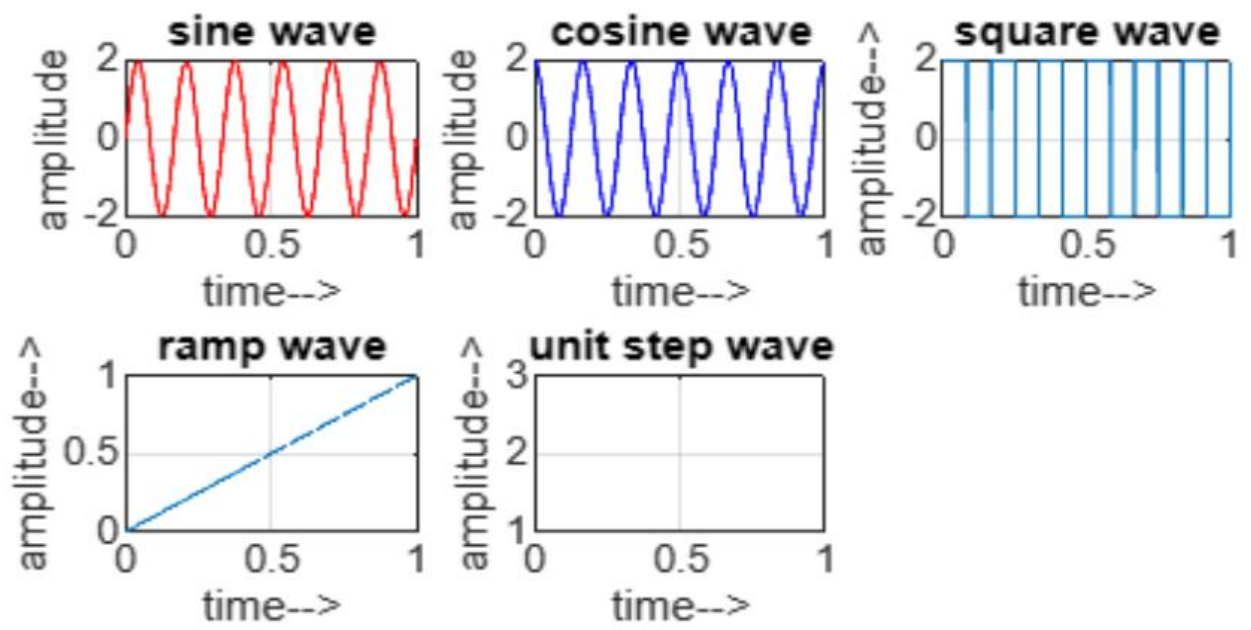 sine wave
amplitude
2
0
-2
0 0.5 1
time-->
cosine wave
amplitude
2
0
-2
0 0.5 1
time-->
square wave
amplitude-->
2
0
-2
0 0.5 1
time-->
ramp wave
amplitude-->
1
0.5
0
0 0.5 1
time-->
unit step wave
amplitude-->
3
2
1
0 0.5 1
time-->